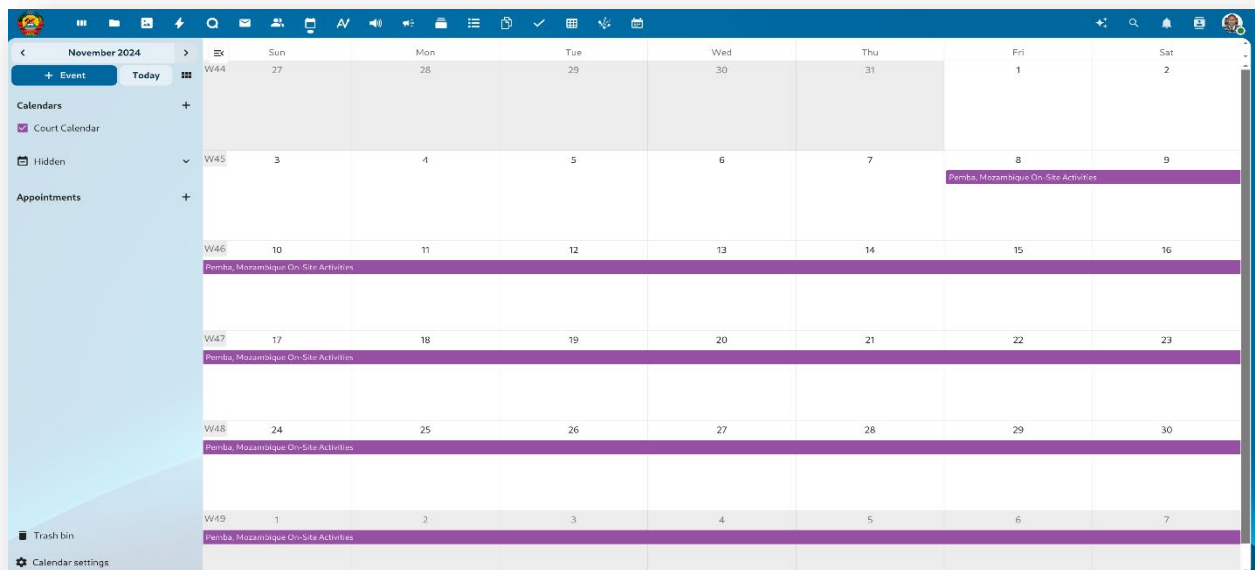 November 2024
+ Event
Today
Calendars
Court Calendar
Hidden
Appointments
Trash bin
Calendar settings
Sun Mon Tue Wed Thu Fri Sat
W44 27 28 29 30 31 1 2
W45 3 4 5 6 7 8 9
Pemba, Mozambique On-Site Activities
W46 10 11 12 13 14 15 16
Pemba, Mozambique On-Site Activities
W47 17 18 19 20 21 22 23
Pemba, Mozambique On-Site Activities
W48 24 25 26 27 28 29 30
Pemba, Mozambique On-Site Activities
W49 1 2 3 4 5 6 7
Pemba, Mozambique On-Site Activities